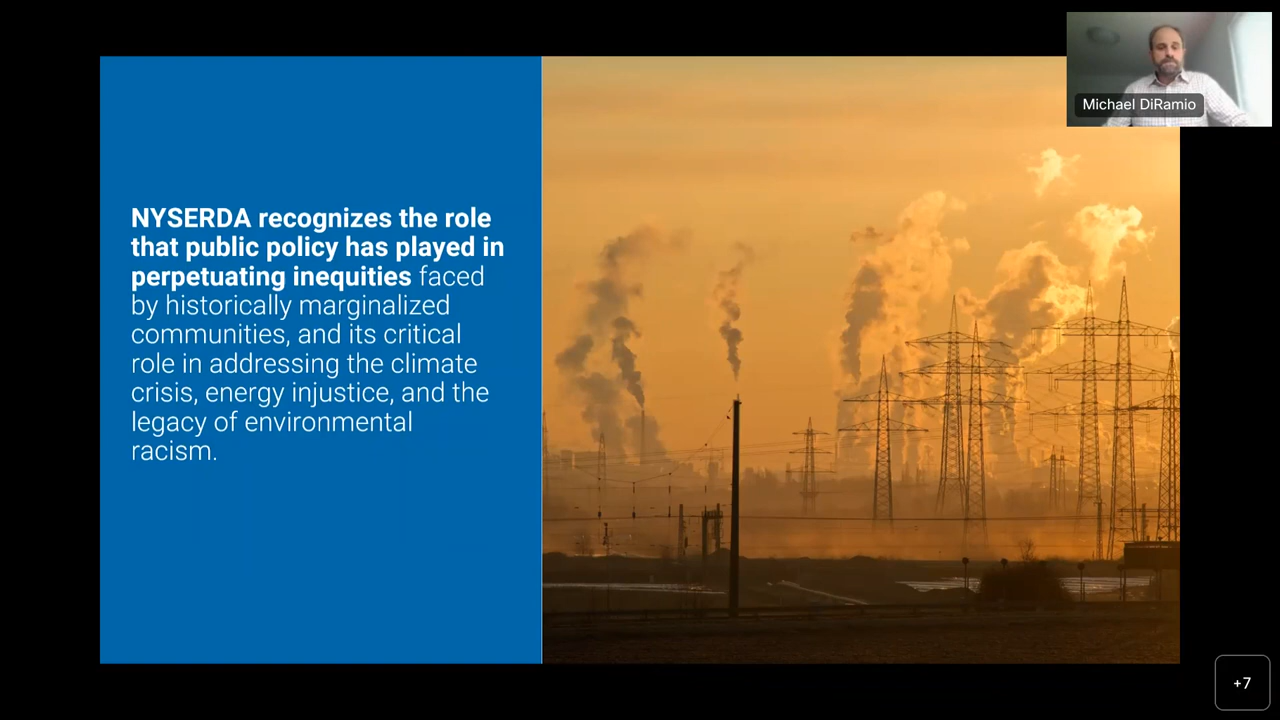 Michael DiRamio
NYSERDA recognizes the role
that public policy has played in
perpetuating inequities faced
by historically marginalized
communities, and its critical
role in addressing the climate
crisis, energy injustice, and the
legacy of environmental
racism.
+7